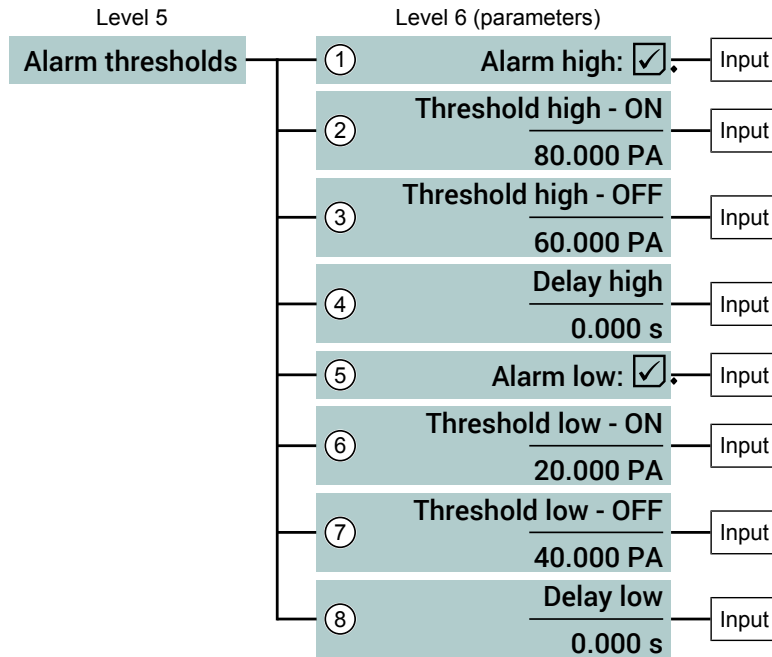 Level 5
Level 6 (parameters)
Alarm thresholds
1 Alarm high: Input
2 Threshold high - ON
80.000 PA
Input
3 Threshold high - OFF
60.000 PA
Input
4 Delay high
0.000 s
Input
5 Alarm low: Input
6 Threshold low - ON
20.000 PA
Input
7 Threshold low - OFF
40.000 PA
Input
8 Delay low
0.000 s
Input